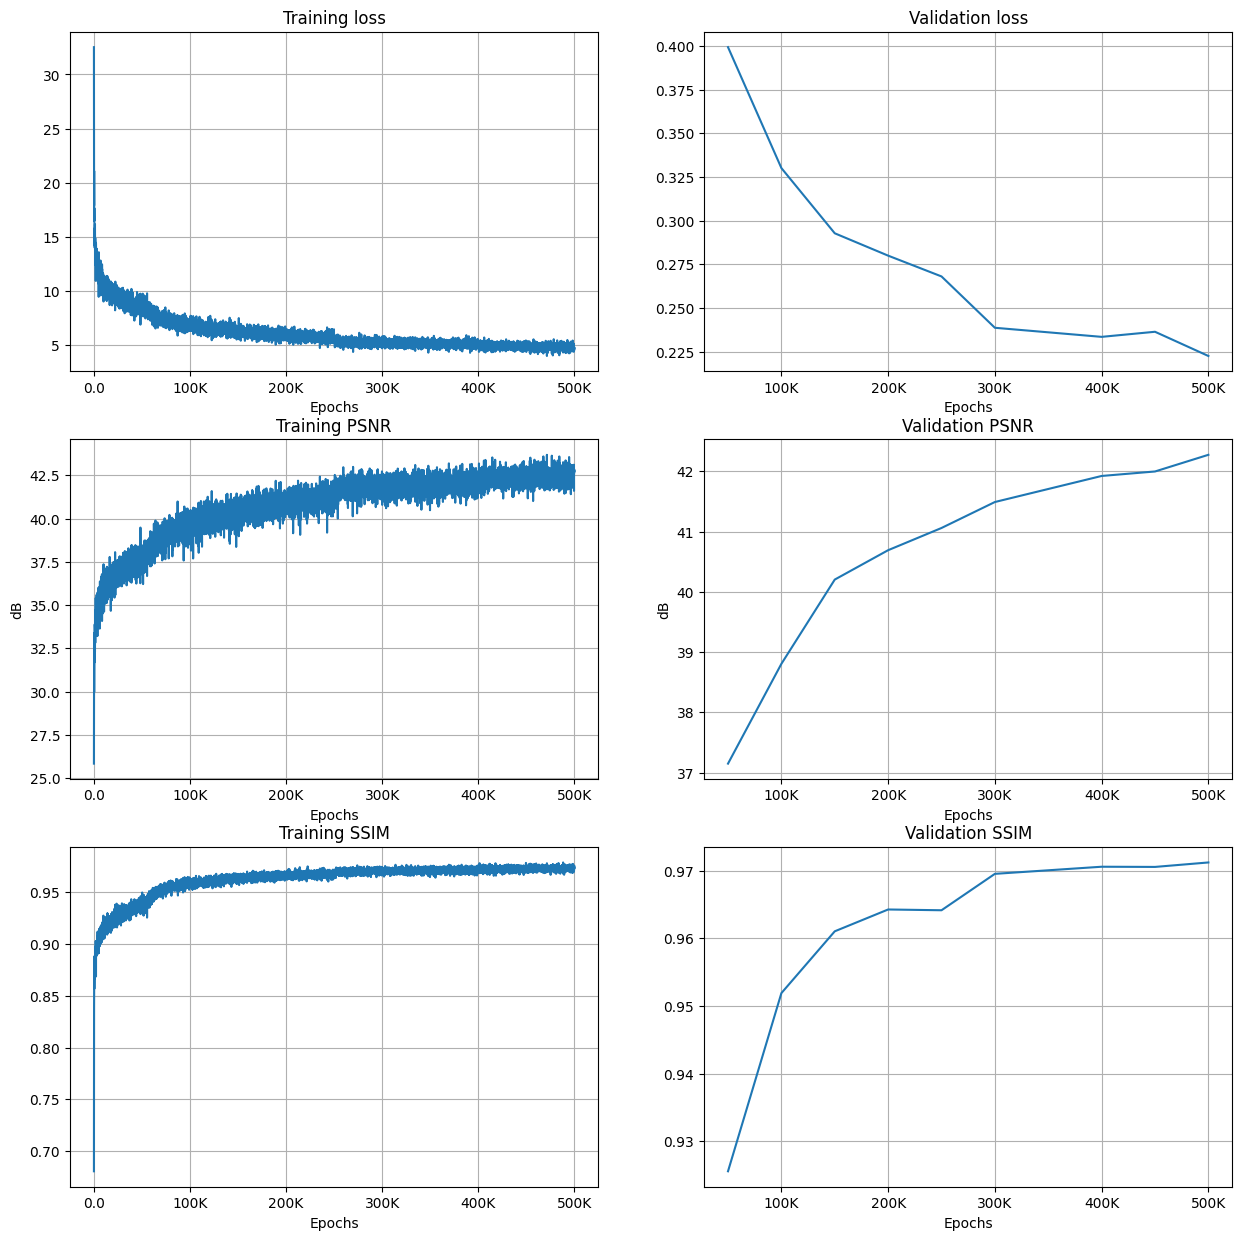 Training loss
30
25
20
15
10
5
0.0 100K 200K 300K 400K 500K
Epochs
Validation loss
0.400
0.375
0.350
0.325
0.300
0.275
0.250
0.225
100K 200K 300K 400K 500K
Epochs
Training PSNR
dB
42.5
40.0
37.5
35.0
32.5
30.0
27.5
25.0
0.0 100K 200K 300K 400K 500K
Epochs
Validation PSNR
dB
42
41
40
39
38
37
100K 200K 300K 400K 500K
Epochs
Training SSIM
0.95
0.90
0.85
0.80
0.75
0.70
0.0 100K 200K 300K 400K 500K
Epochs
Validation SSIM
0.97
0.96
0.95
0.94
0.93
100K 200K 300K 400K 500K
Epochs